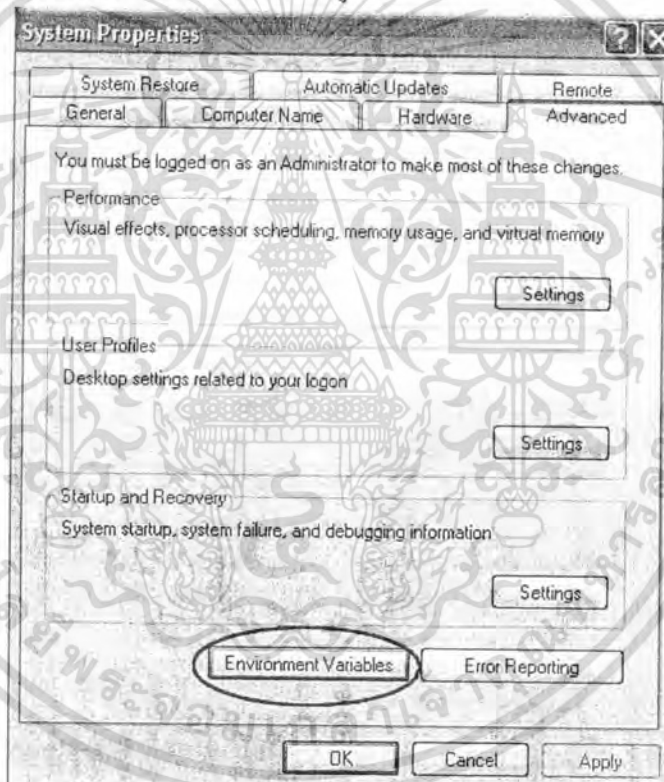 System Properties
System Restore Automatic Updates Remote
General Computer Name Hardware Advanced
You must be logged on as an Administrator to make most of these changes.
Performance
Visual effects, processor scheduling, memory usage, and virtual memory
Settings
User Profiles
Desktop settings related to your logon
Settings
Startup and Recovery
System startup, system failure, and debugging information
Settings
Environment Variables Error Reporting
OK Cancel Apply